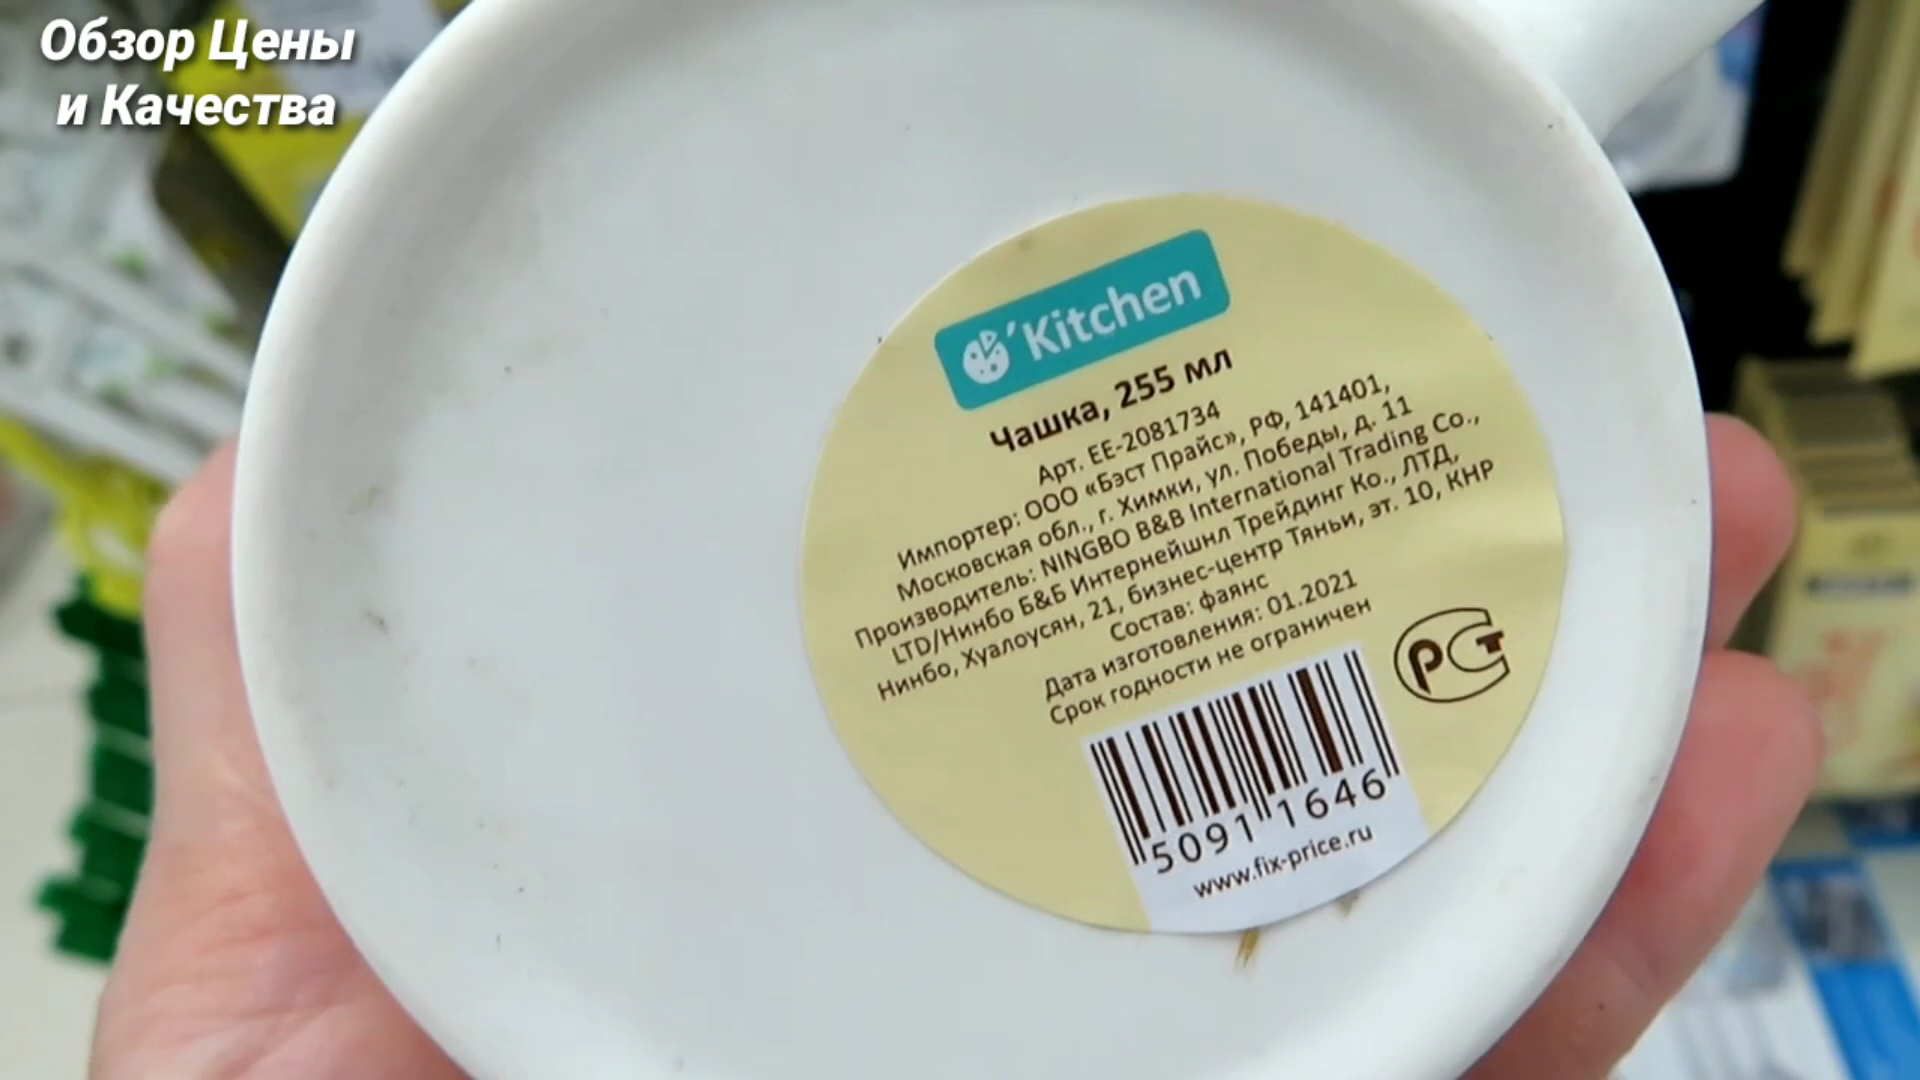 Обзор Цены
и Качества
Kitchen
Чашка, 255 мл
Арт. EE-2081734
Импортер: ООО «Бэст Прайс», РФ, 141401,
Московская обл., г. Химки, ул. Победы, д. 11
Производитель: NINGBO B&B International Trading Co.,
LTD/Нинбо Б&Б Интернейшнл Трейдинг Ко., ЛТД,
Нинбо, Хуалоусян, 21, бизнес-центр Тяньи, эт. 10, КНР
Состав: фаянс
Дата изготовления: 01.2021
Срок годности не ограничен
РСТ
5091 1646
www.fix-price.ru